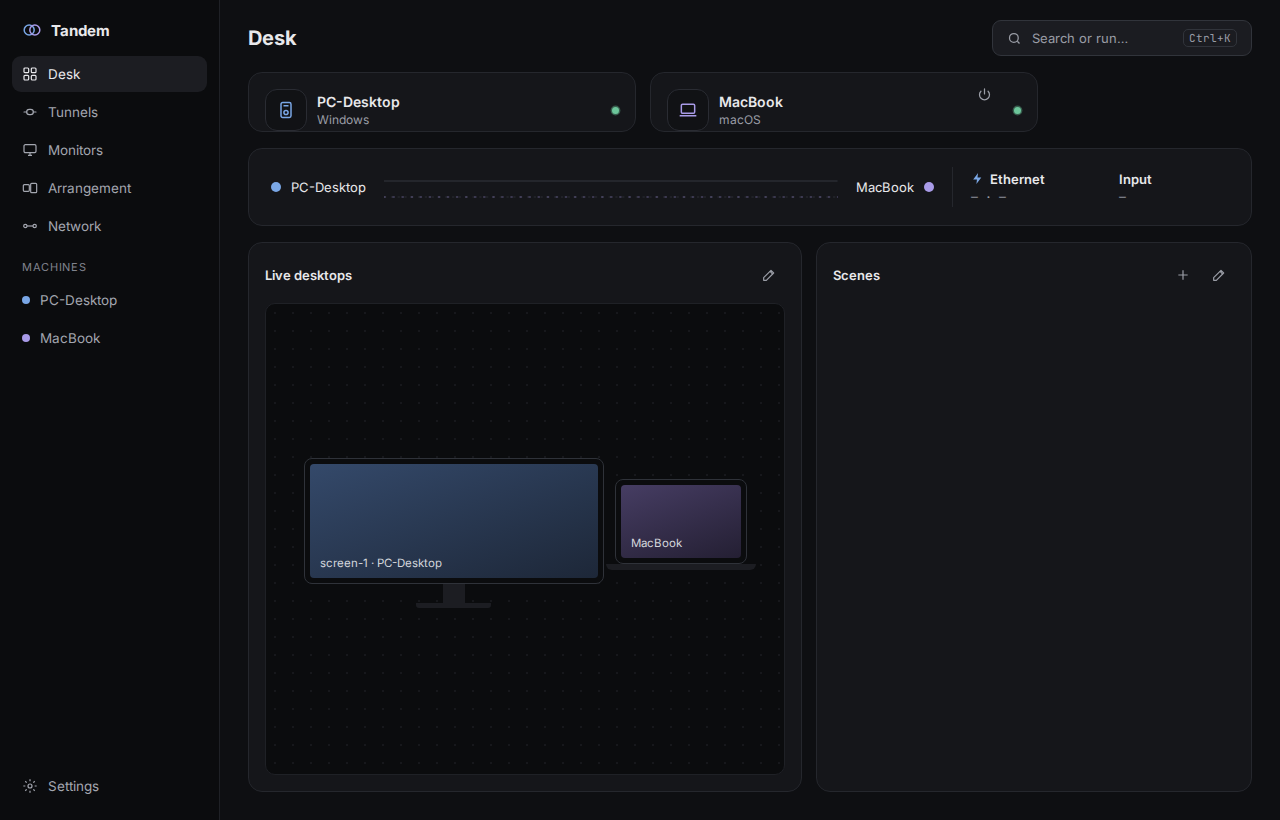 Tandem
Desk
Tunnels
Monitors
Arrangement
Network
MACHINES
PC-Desktop
MacBook
Settings
Desk
Search or run...
Ctrl+K
PC-Desktop
Windows
MacBook
macOS
PC-Desktop
MacBook
Ethernet
– · –
Input
–
Live desktops
screen-1 · PC-Desktop
MacBook
Scenes